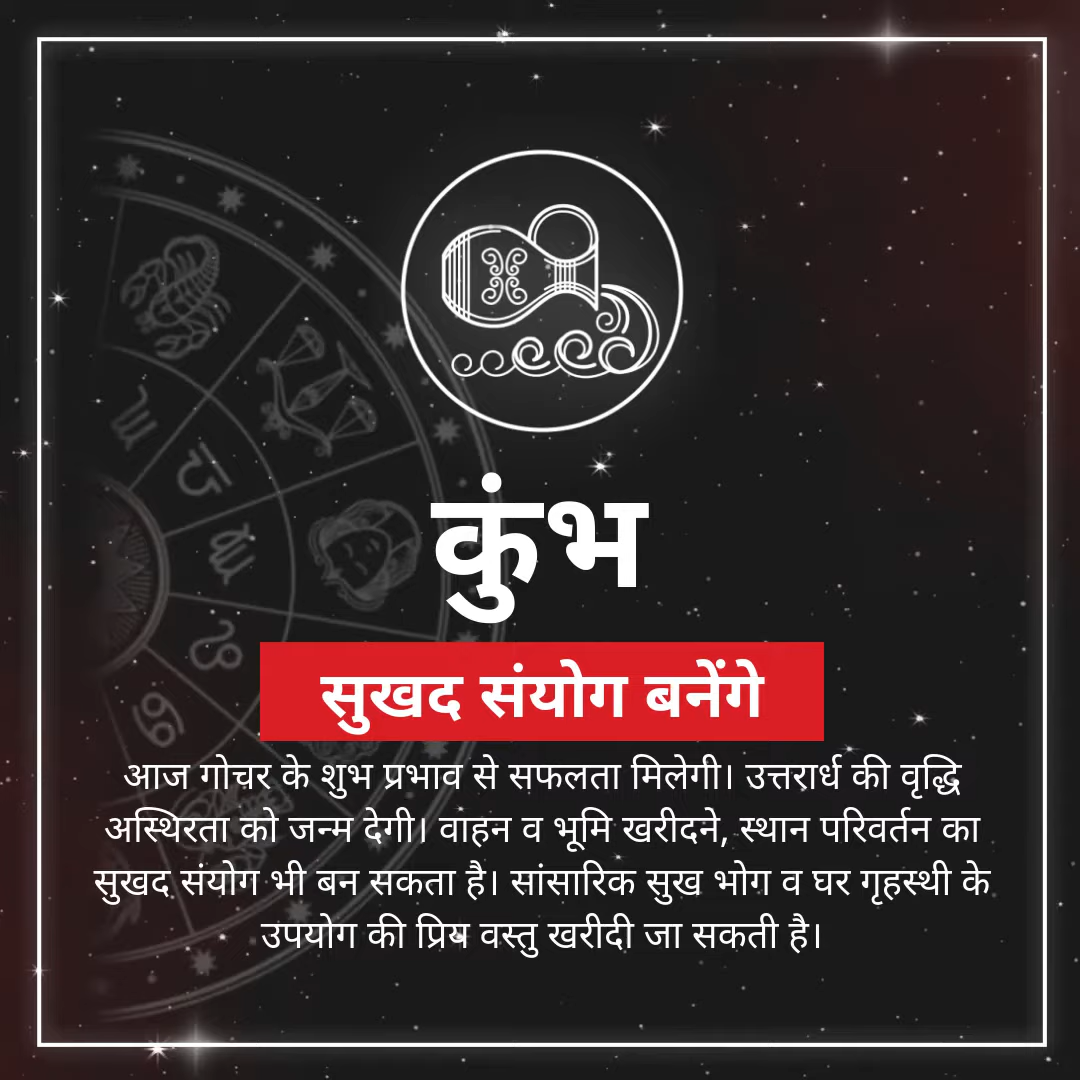 कुंभ
सुखद संयोग बनेंगे
आज गोचर के शुभ प्रभाव से सफलता मिलेगी। उत्तरार्ध की वृद्धि
अस्थिरता को जन्म देगी। वाहन व भूमि खरीदने, स्थान परिवर्तन का
सुखद संयोग भी बन सकता है। सांसारिक सुख भोग व घर गृहस्थी के
उपयोग की प्रिय वस्तु खरीदी जा सकती है।